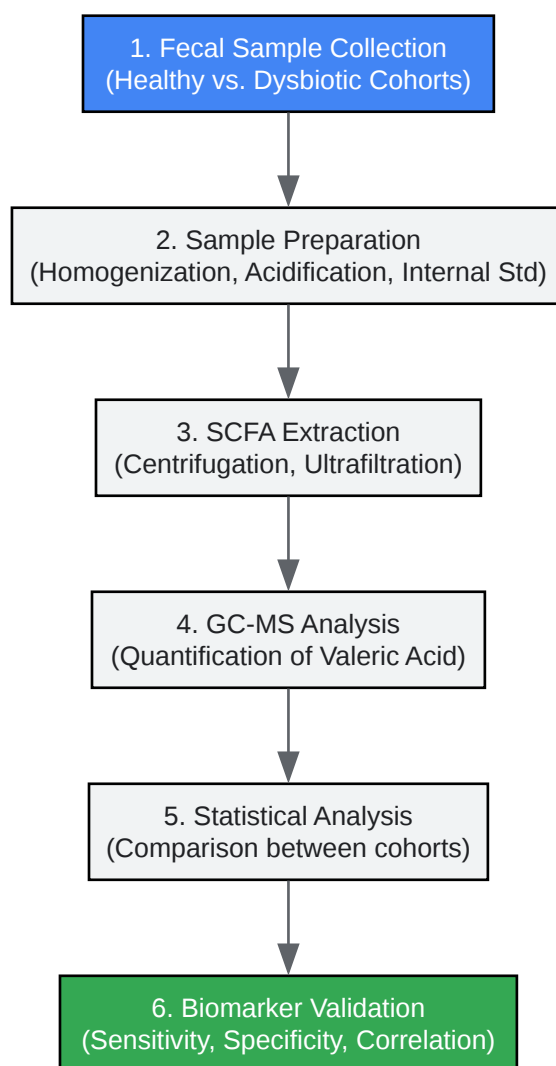 1. Fecal Sample Collection
(Healthy vs. Dysbiotic Cohorts)
2. Sample Preparation
(Homogenization, Acidification, Internal Std)
3. SCFA Extraction
(Centrifugation, Ultrafiltration)
4. GC-MS Analysis
(Quantification of Valeric Acid)
5. Statistical Analysis
(Comparison between cohorts)
6. Biomarker Validation
(Sensitivity, Specificity, Correlation)